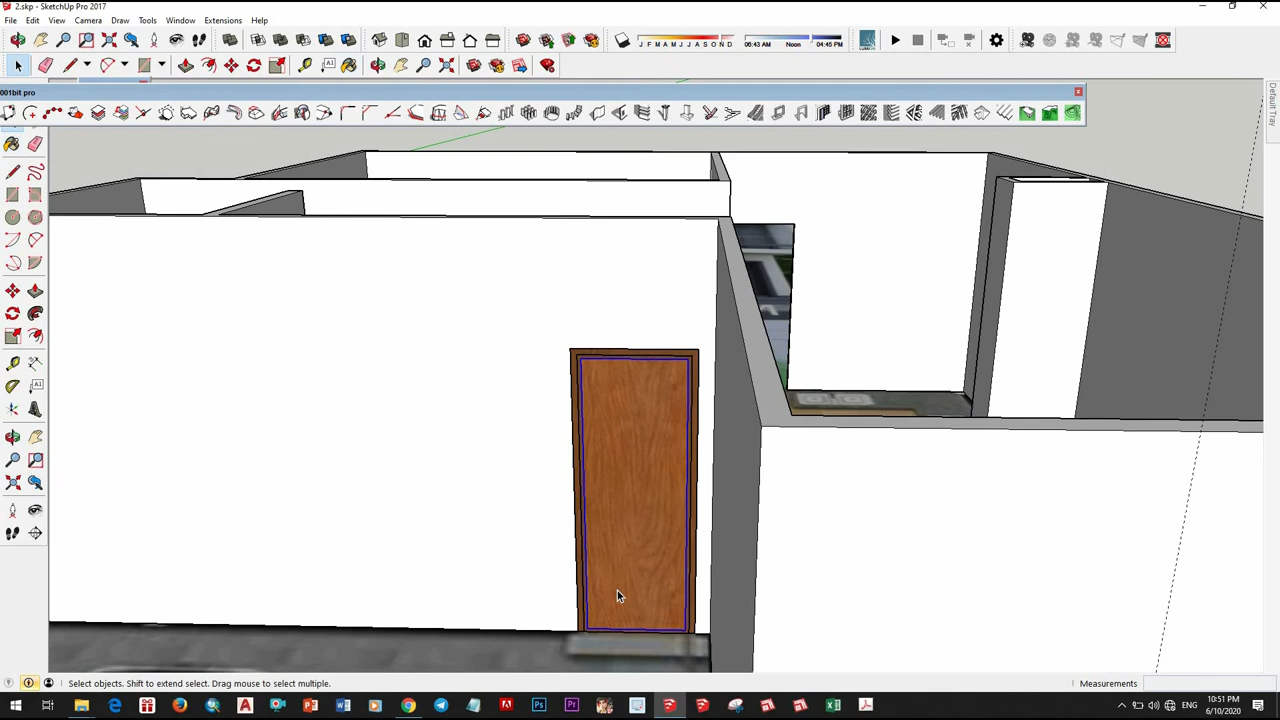 2.skp - SketchUp Pro 2017
File Edit View Camera Draw Tools Window Extensions Help
J F M A M J J A S O N D
06:43 AM Noon 04:45 PM
001bit pro
Default Tray
Select objects. Shift to extend select. Drag mouse to select multiple.
Measurements
10:51 PM
6/10/2020